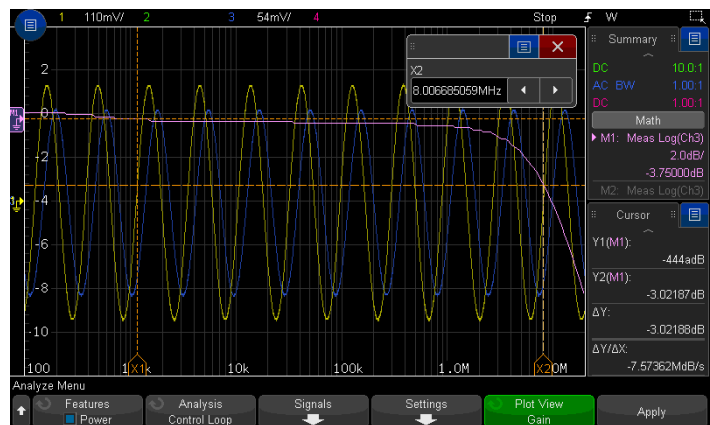 1 110mV/ 2 3 54mV/ 4 Stop W
Summary
DC 10.0:1
AC BW 1.00:1
DC 1.00:1
Math
M1: Meas Log(Ch3)
2.0dB/
-3.75000dB
M2: Meas Log(Ch3)
X2
8.006685059MHz
M1
2
0
-2
-4
-6
-8
-10
100 1 X1 k 10k 100k 1.0M X2 0M
Cursor
Y1(M1):
-444adB
Y2(M1):
-3.02187dB
ΔY:
-3.02188dB
ΔY/ΔX:
-7.57362MdB/s
Analyze Menu
Features
Power
Analysis
Control Loop
Signals
Settings
Plot View
Gain
Apply